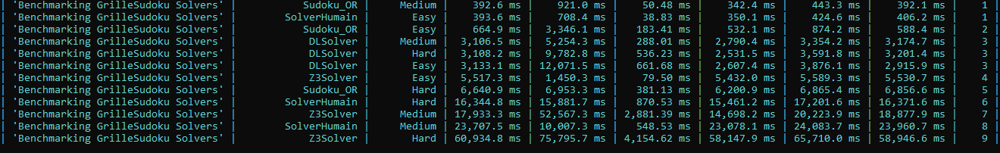 | 'Benchmarking GrilleSudoku Solvers' | Sudoku_OR | Medium | 392.6 ms | 921.0 ms | 50.48 ms | 342.4 ms | 443.3 ms | 392.1 ms | 1 |
| 'Benchmarking GrilleSudoku Solvers' | SolverHumain | Easy | 393.6 ms | 708.4 ms | 38.83 ms | 350.1 ms | 424.6 ms | 406.2 ms | 1 |
| 'Benchmarking GrilleSudoku Solvers' | Sudoku_OR | Easy | 664.9 ms | 3,346.1 ms | 183.41 ms | 532.1 ms | 874.2 ms | 588.4 ms | 2 |
| 'Benchmarking GrilleSudoku Solvers' | DLSolver | Medium | 3,106.5 ms | 5,254.3 ms | 288.01 ms | 2,790.4 ms | 3,354.2 ms | 3,174.7 ms | 3 |
| 'Benchmarking GrilleSudoku Solvers' | DLSolver | Hard | 3,108.2 ms | 9,782.8 ms | 536.23 ms | 2,531.5 ms | 3,591.8 ms | 3,201.4 ms | 3 |
| 'Benchmarking GrilleSudoku Solvers' | DLSolver | Easy | 3,133.1 ms | 12,071.5 ms | 661.68 ms | 2,607.4 ms | 3,876.1 ms | 2,915.9 ms | 3 |
| 'Benchmarking GrilleSudoku Solvers' | Z3Solver | Easy | 5,517.3 ms | 1,450.3 ms | 79.50 ms | 5,432.0 ms | 5,589.3 ms | 5,530.7 ms | 4 |
| 'Benchmarking GrilleSudoku Solvers' | Sudoku_OR | Hard | 6,640.9 ms | 6,953.3 ms | 381.13 ms | 6,200.9 ms | 6,865.4 ms | 6,856.6 ms | 5 |
| 'Benchmarking GrilleSudoku Solvers' | SolverHumain | Hard | 16,344.8 ms | 15,881.7 ms | 870.53 ms | 15,461.2 ms | 17,201.6 ms | 16,371.6 ms | 6 |
| 'Benchmarking GrilleSudoku Solvers' | Z3Solver | Medium | 17,933.3 ms | 52,567.3 ms | 2,881.39 ms | 14,698.2 ms | 20,223.9 ms | 18,877.9 ms | 7 |
| 'Benchmarking GrilleSudoku Solvers' | SolverHumain | Medium | 23,707.5 ms | 10,007.3 ms | 548.53 ms | 23,078.1 ms | 24,083.7 ms | 23,960.7 ms | 8 |
| 'Benchmarking GrilleSudoku Solvers' | Z3Solver | Hard | 60,934.8 ms | 75,795.7 ms | 4,154.62 ms | 58,147.9 ms | 65,710.0 ms | 58,946.6 ms | 9 |